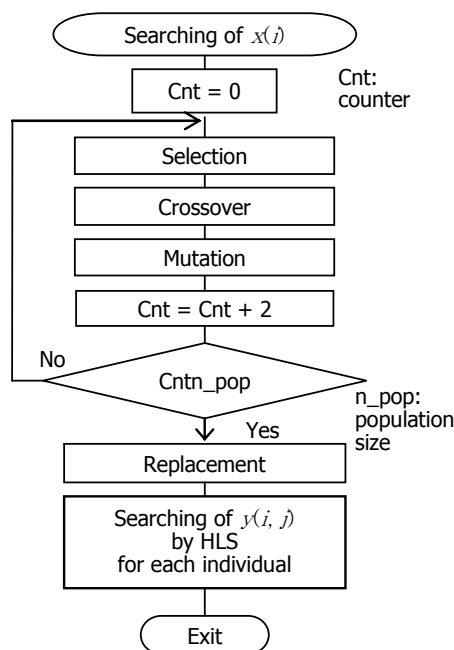 Searching of x(i)
Cnt = 0
Cnt:
counter
Selection
Crossover
Mutation
Cnt = Cnt + 2
No
Cntn_pop
n_pop:
population
size
Yes
Replacement
Searching of y(i, j)
by HLS
for each individual
Exit